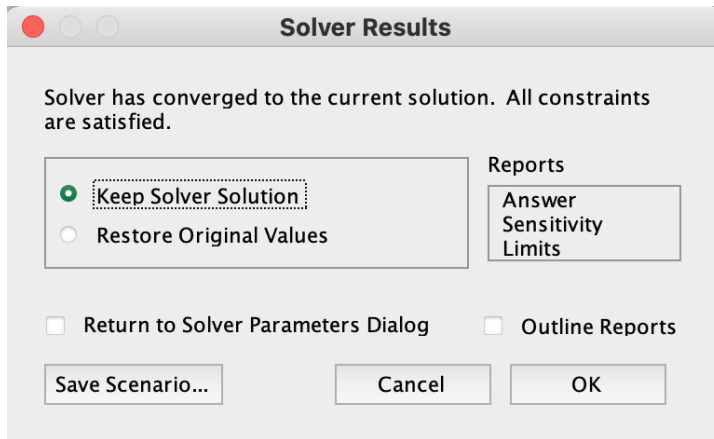 Solver Results
Solver has converged to the current solution.  All constraints
are satisfied.
Keep Solver Solution
Restore Original Values
Reports
Answer
Sensitivity
Limits
Return to Solver Parameters Dialog
Outline Reports
Save Scenario...
Cancel
OK